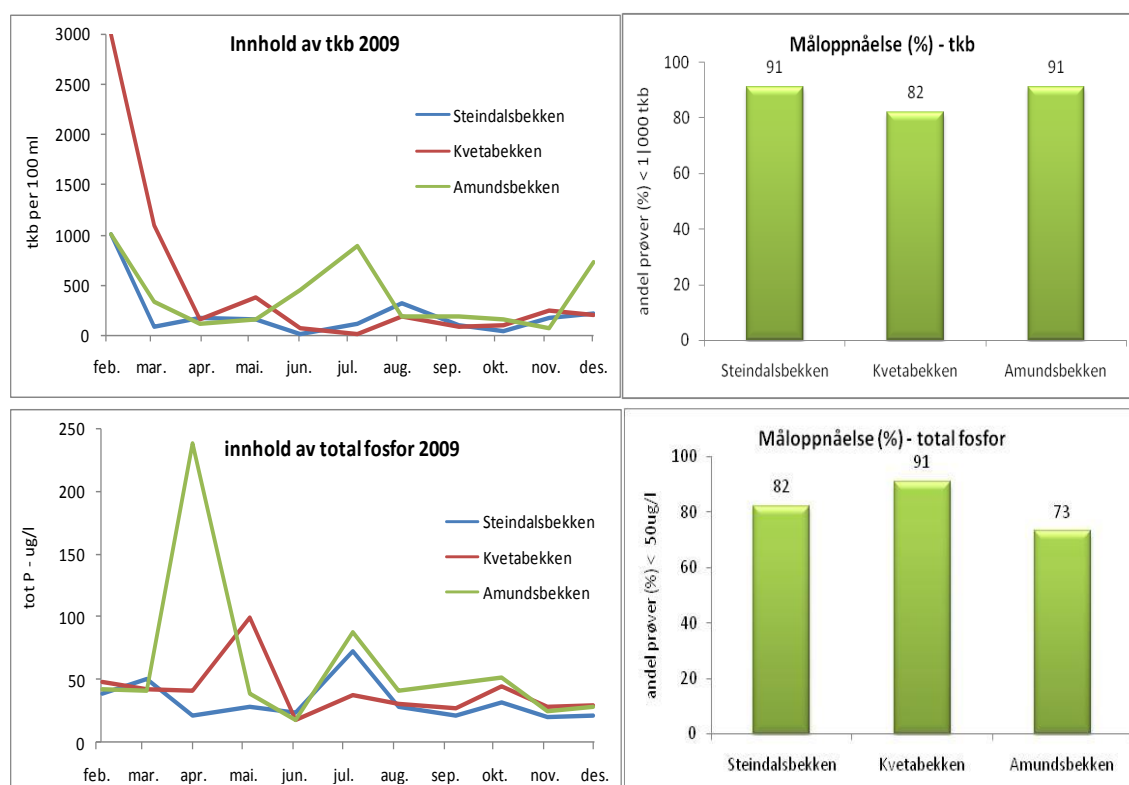 Innhold av tkb 2009
tkb per 100 ml
3000
2500
2000
1500
1000
500
0
Steindalsbekken
Kvetabekken
Amundsbekken
feb. mar. apr. mai. jun. jul. aug. sep. okt. nov. des.
Måloppnåelse (%) - tkb
andel prøver (%) < 1|000 tkb
100
80
60
40
20
0
91 82 91
Steindalsbekken Kvetabekken Amundsbekken
innhold av total fosfor 2009
tot P - ug/l
250
200
150
100
50
0
Steindalsbekken
Kvetabekken
Amundsbekken
feb. mar. apr. mai. jun. jul. aug. sep. okt. nov. des.
Måloppnåelse (%) - total fosfor
andel prøver (%) < 50ug/l
100
80
60
40
20
0
82 91 73
Steindalsbekken Kvetabekken Amundsbekken